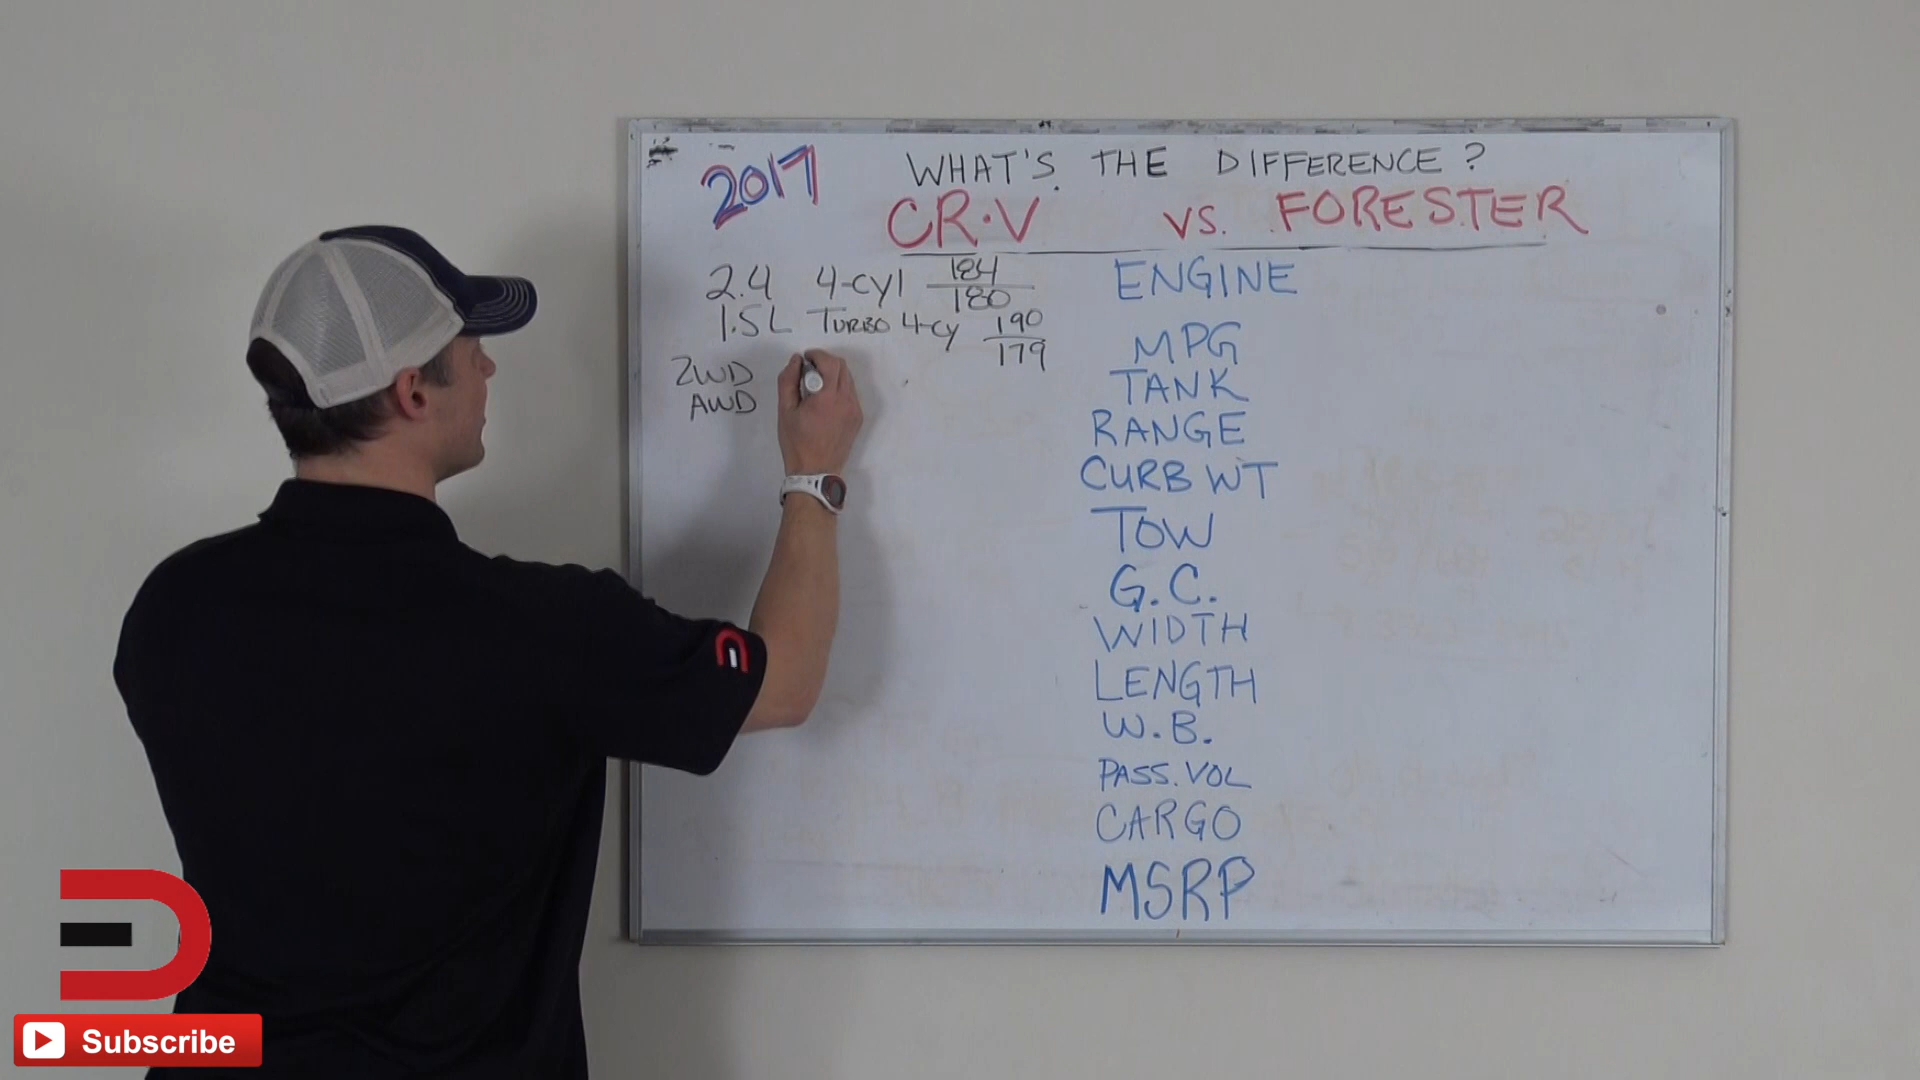 2017 WHAT'S THE DIFFERENCE?
CR·V VS. FORESTER
2.4 4-cyl 184/180 ENGINE
1.5L TURBO 4-cy 190/179
MPG
2WD
AWD
TANK
RANGE
CURB WT
TOW
G.C.
WIDTH
LENGTH
W.B.
PASS. VOL
CARGO
MSRP
Subscribe